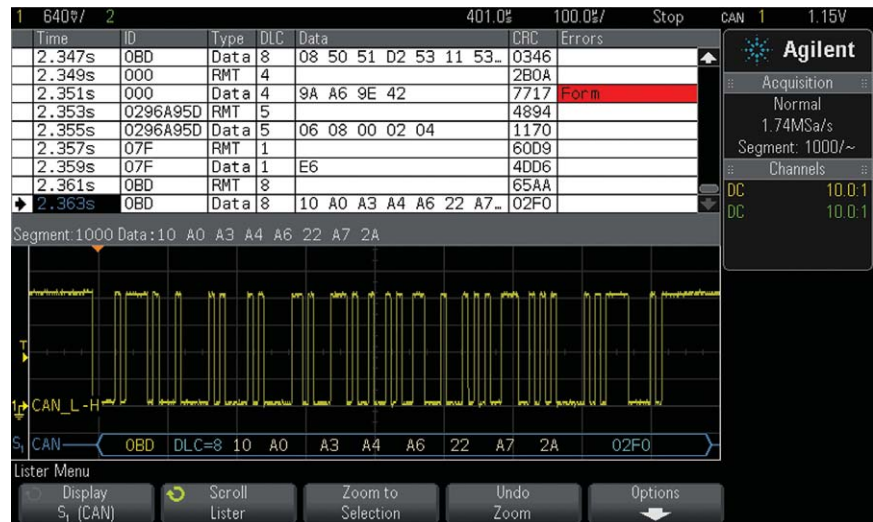 1 640℧/ 2 401.0㎲ 100.0㎲/ Stop CAN 1 1.15V
Time ID Type DLC Data CRC Errors
2.347s 0BD Data 8 08 50 51 D2 53 11 53… 0346
2.349s 000 RMT 4 2B0A
2.351s 000 Data 4 9A A6 9E 42 7717 Form
2.353s 0296A95D RMT 5 4894
2.355s 0296A95D Data 5 06 08 00 02 04 1170
2.357s 07F RMT 1 60D9
2.359s 07F Data 1 E6 4DD6
2.361s 0BD RMT 8 65AA
2.363s 0BD Data 8 10 A0 A3 A4 A6 22 A7… 02F0
Agilent
Acquisition
Normal
1.74MSa/s
Segment: 1000/~
Channels
DC 10.0:1
DC 10.0:1
Segment:1000 Data:10 A0 A3 A4 A6 22 A7 2A
T
1 CAN_L-H
S₁ CAN 0BD DLC=8 10 A0 A3 A4 A6 22 A7 2A 02F0
Lister Menu
Display
S₁ (CAN)
Scroll
Lister
Zoom to
Selection
Undo
Zoom
Options